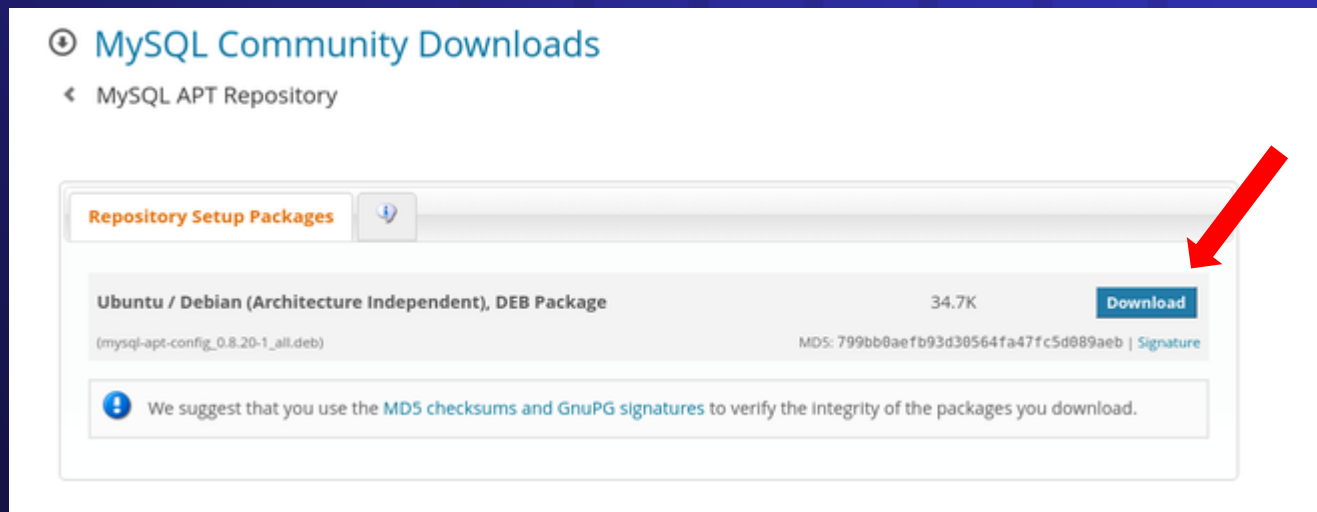 MySQL Community Downloads
MySQL APT Repository
Repository Setup Packages
Ubuntu / Debian (Architecture Independent), DEB Package 34.7K Download
(mysql-apt-config_0.8.20-1_all.deb) MD5: 799bb0aefb93d30564fa47fc5d089aeb | Signature
We suggest that you use the MD5 checksums and GnuPG signatures to verify the integrity of the packages you download.